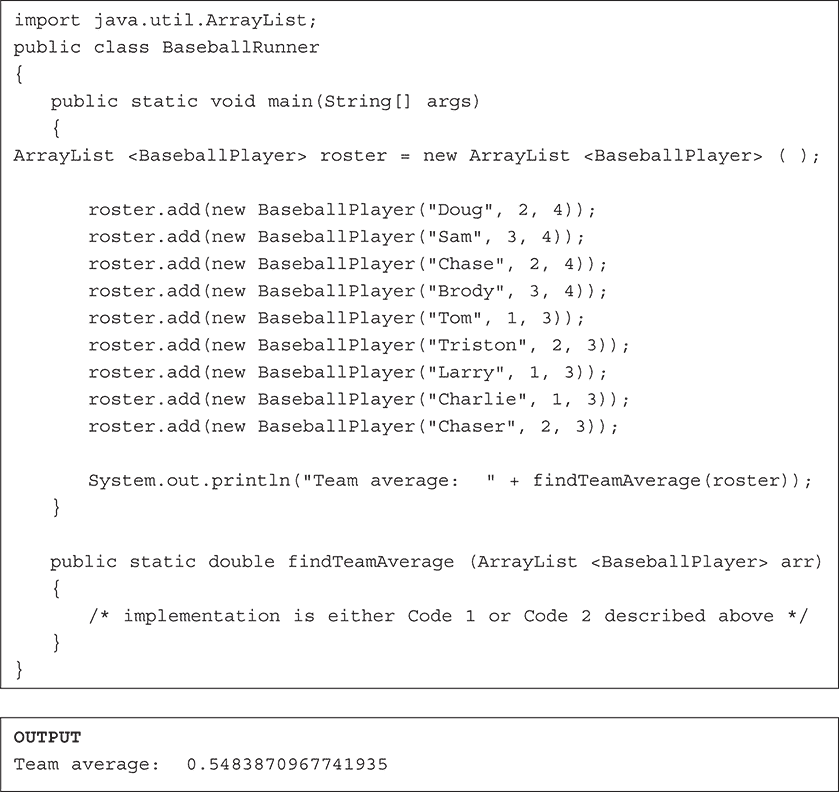 import java.util.ArrayList;
public class BaseballRunner
{
public static void main(String[] args)
{
ArrayList <BaseballPlayer> roster = new ArrayList <BaseballPlayer> ( );
roster.add(new BaseballPlayer("Doug", 2, 4));
roster.add(new BaseballPlayer("Sam", 3, 4));
roster.add(new BaseballPlayer("Chase", 2, 4));
roster.add(new BaseballPlayer("Brody", 3, 4));
roster.add(new BaseballPlayer("Tom", 1, 3));
roster.add(new BaseballPlayer("Triston", 2, 3));
roster.add(new BaseballPlayer("Larry", 1, 3));
roster.add(new BaseballPlayer("Charlie", 1, 3));
roster.add(new BaseballPlayer("Chaser", 2, 3));
System.out.println("Team average:  " + findTeamAverage(roster));
}
public static double findTeamAverage (ArrayList <BaseballPlayer> arr)
{
/* implementation is either Code 1 or Code 2 described above */
}
}
OUTPUT
Team average:  0.5483870967741935